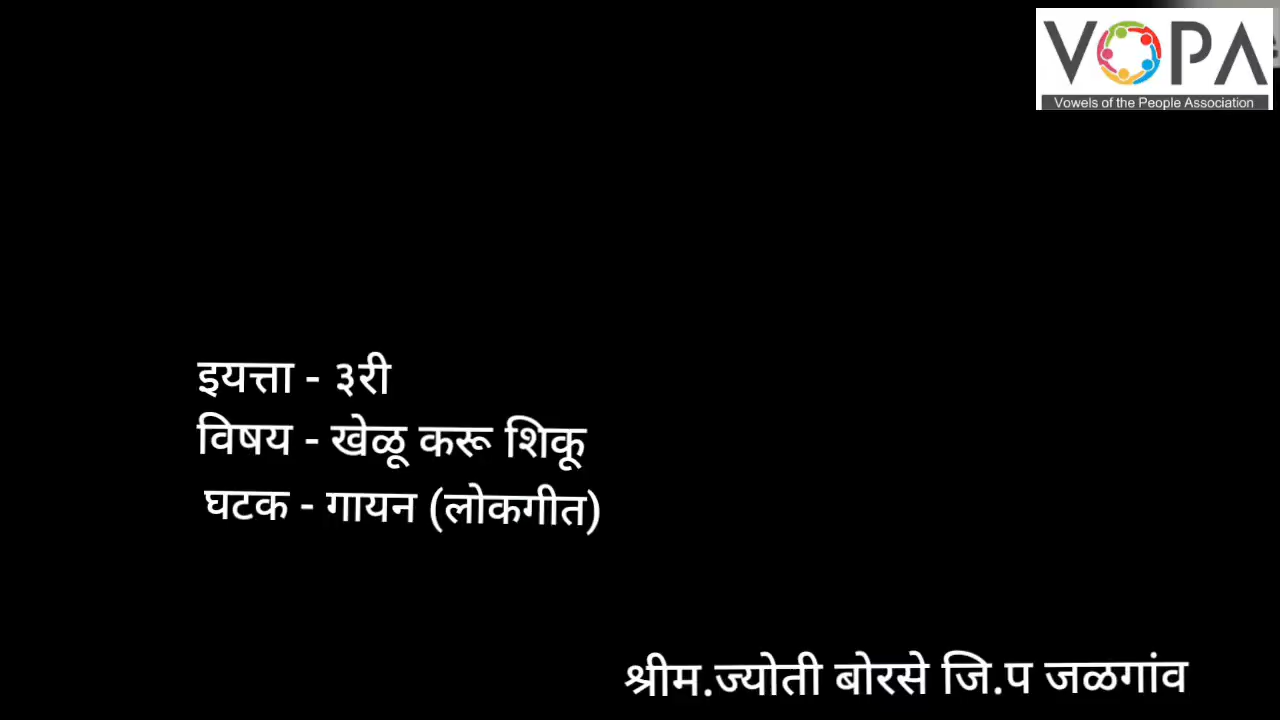 VOPA
Vowels of the People Association
इयत्ता - ३री
विषय - खेळू करू शिकू
घटक - गायन (लोकगीत)
श्रीम.ज्योती बोरसे जि.प जळगांव